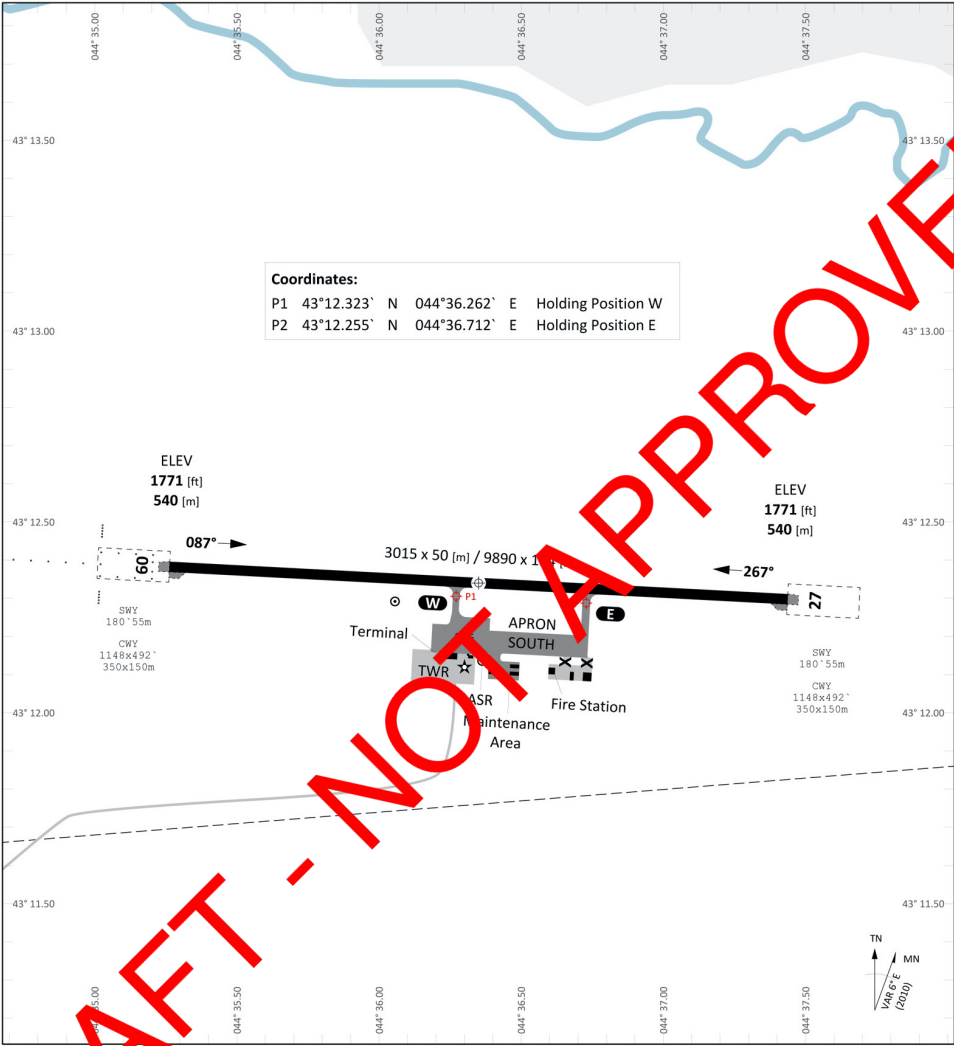 044° 35.00
044° 35.50
044° 36.00
044° 36.50
044° 37.00
044° 37.50
43° 13.50
43° 13.50
Coordinates:
P1 43°12.323` N 044°36.262` E Holding Position W
P2 43°12.255` N 044°36.712` E Holding Position E
43° 13.00
43° 13.00
ELEV
1771 [ft]
540 [m]
ELEV
1771 [ft]
540 [m]
43° 12.50
43° 12.50
087°
3015 x 50 [m] / 9890 x
267°
09
27
P1
W
E
SWY
180`55m
CWY
1148x492`
350x150m
Terminal
APRON
SOUTH
TWR
X X
ASR
Maintenance
Area
Fire Station
SWY
180`55m
CWY
1148x492`
350x150m
43° 12.00
43° 12.00
43° 11.50
43° 11.50
TN
MN
VAR 6° E
(2010)
044° 35.50
044° 36.00
044° 36.50
044° 37.00
044° 37.50
AFT - NOT APPROVE